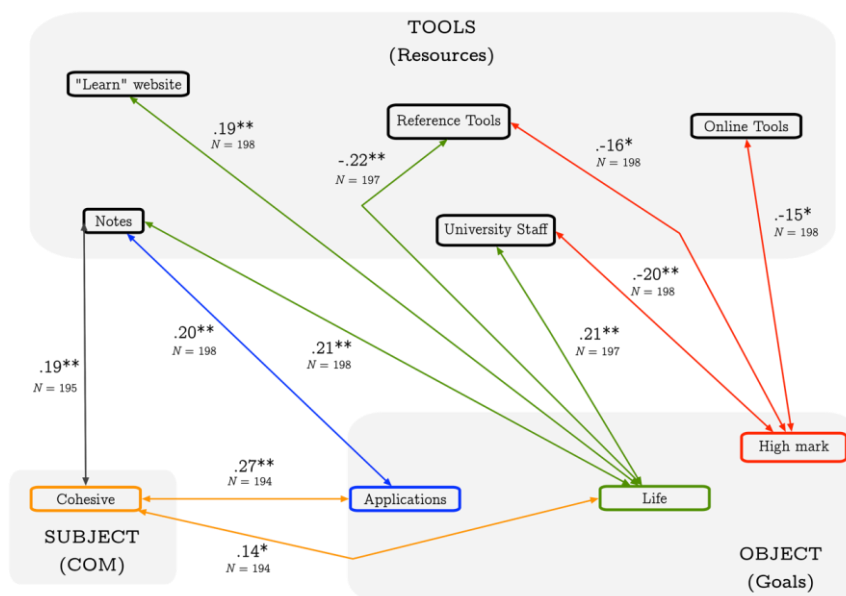 TOOLS
(Resources)
"Learn" website
Reference Tools
Online Tools
.19**
N = 198
-.22**
N = 197
.-16*
N = 198
.-15*
N = 198
Notes
University Staff
.-20**
N = 198
.19**
N = 195
.20**
N = 198
.21**
N = 198
.21**
N = 197
High mark
.27**
N = 194
Cohesive
Applications
Life
SUBJECT
(COM)
.14*
N = 194
OBJECT
(Goals)